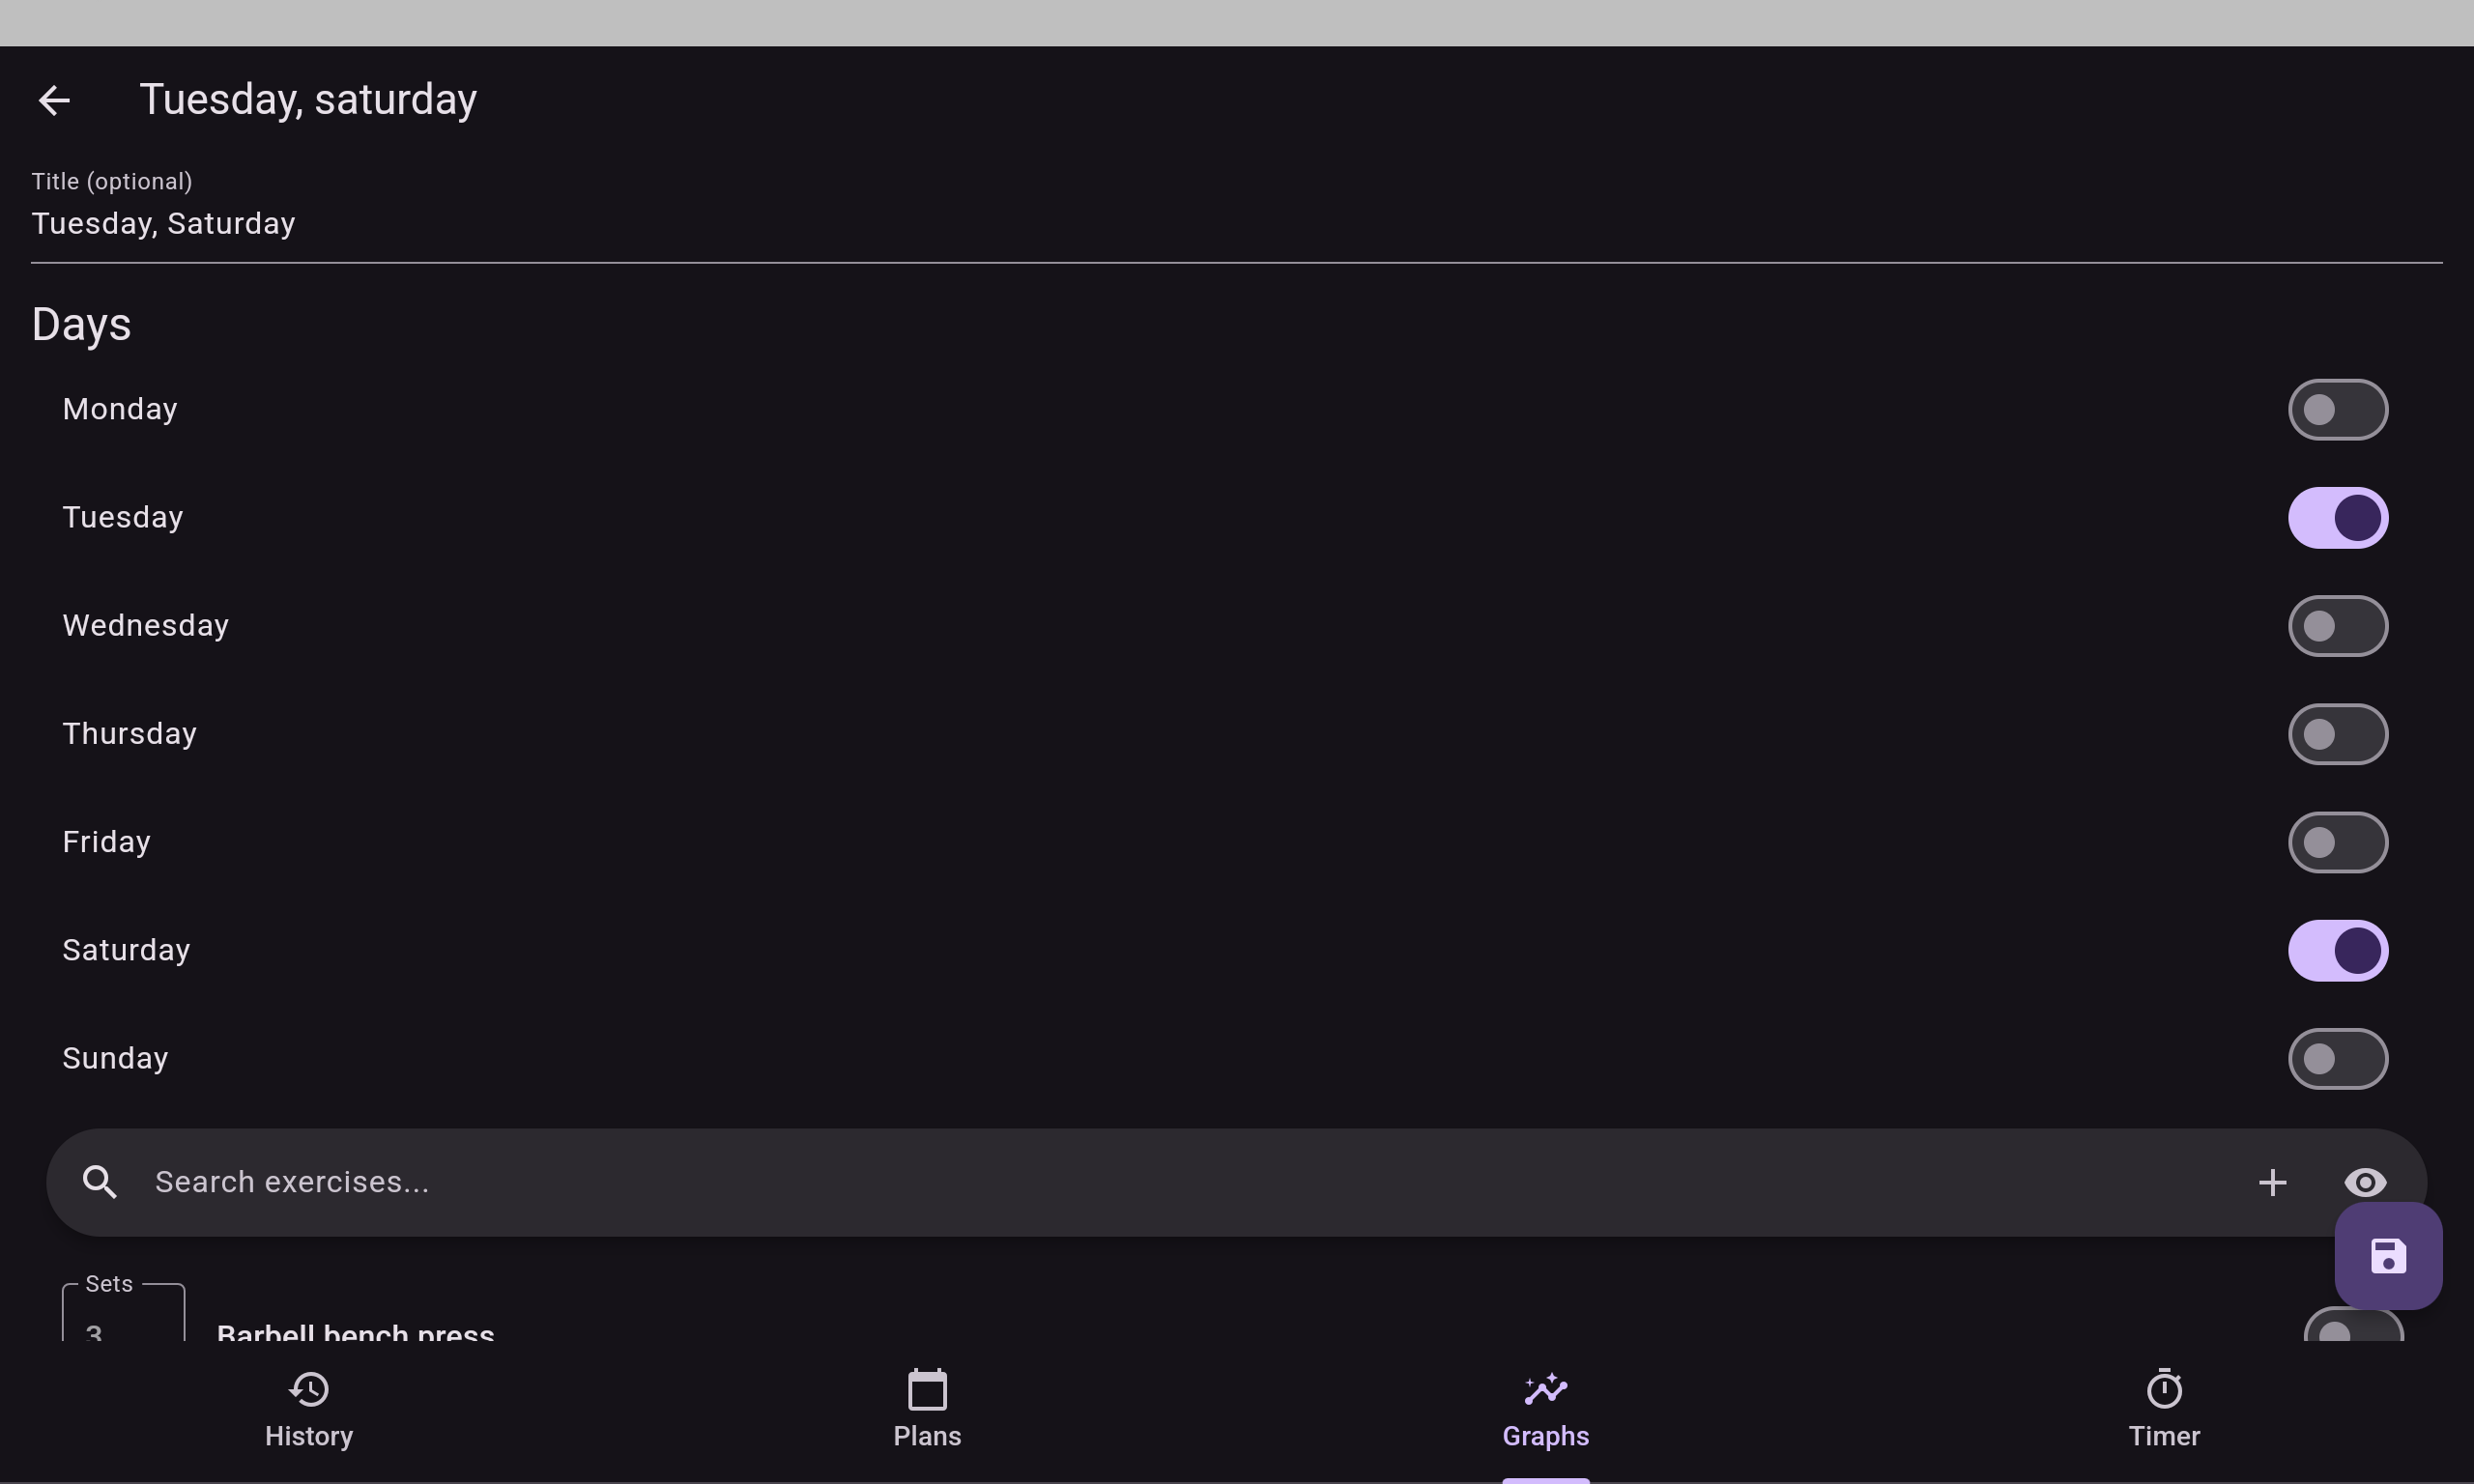 Tuesday, saturday
Title (optional)
Tuesday, Saturday
Days
Monday
Tuesday
Wednesday
Thursday
Friday
Saturday
Sunday
Search exercises...
Sets
3
Barbell bench press
History
Plans
Graphs
Timer